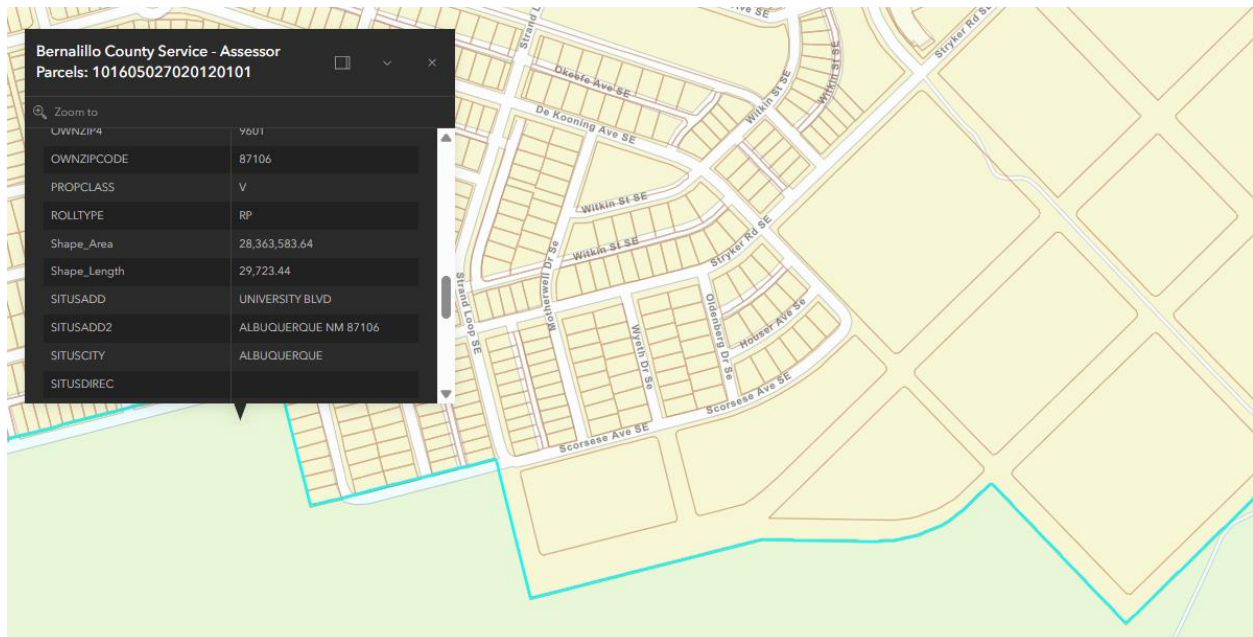 Bernalillo County Service - Assessor
Parcels: 101605027020120101
Zoom to
OWNZIP4 9601
OWNZIPCODE 87106
PROPCLASS V
ROLLTYPE RP
Shape_Area 28,363,583.64
Shape_Length 29,723.44
SITUSADD UNIVERSITY BLVD
SITUSADD2 ALBUQUERQUE NM 87106
SITUSCITY ALBUQUERQUE
SITUSDIREC
Strand L
ve SE
Stryker Rd SE
Okeefe Ave SE
De Kooning Ave SE
Witkin St SE
Witkin St SE
Witkin St SE
Witkin St SE
Stryker Rd SE
Motherwell Dr Se
Strand Loop SE
Wyeth Dr Se
Oldenberg Dr Se
Houser Ave Se
Scorsese Ave SE
Scorsese Ave SE